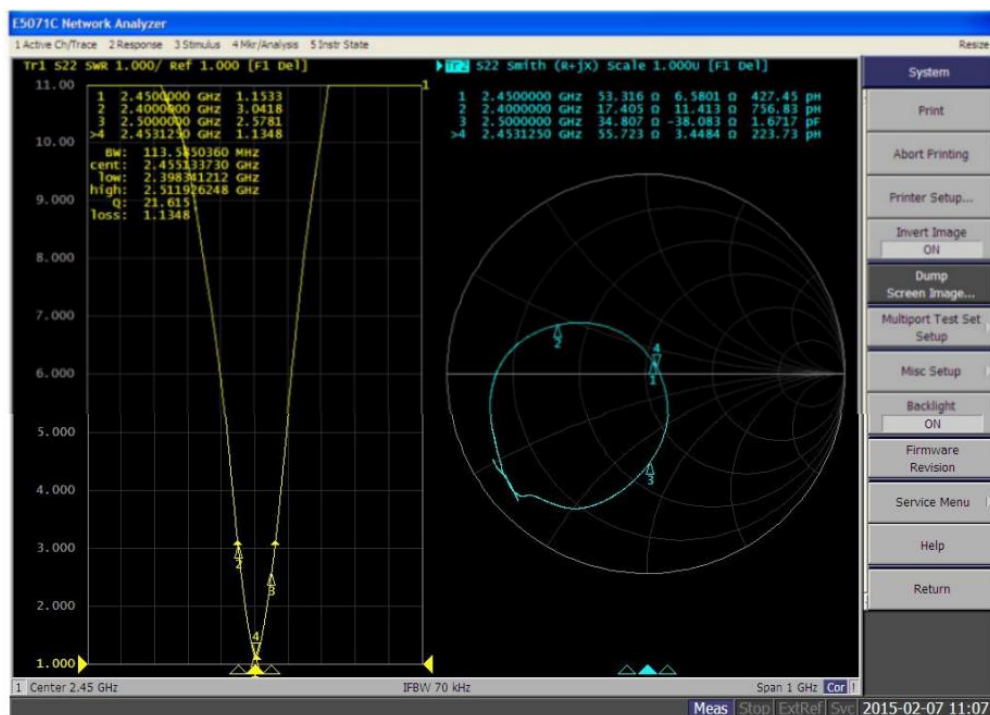 E5071C Network Analyzer
1 Active Ch/Trace 2 Response 3 Stimulus 4 Mkr/Analysis 5 Instr State
Resize
Tr1 S22 SWR 1.000/ Ref 1.000 [F1 Del]
11.00
10.00
9.000
8.000
7.000
6.000
5.000
4.000
3.000
2.000
1.000
1 2.4500000 GHz 1.1533
2 2.4000000 GHz 3.0418
3 2.5000000 GHz 2.5781
>4 2.4531250 GHz 1.1348
BW: 113.5850360 MHz
cent: 2.455133730 GHz
low: 2.398341212 GHz
high: 2.511926248 GHz
Q: 21.615
loss: 1.1348
1
2
3
4
Tr2 S22 Smith (R+jX) Scale 1.000U [F1 Del]
1 2.4500000 GHz 53.316 Ω 6.5801 Ω 427.45 pH
2 2.4000000 GHz 17.405 Ω 11.413 Ω 756.83 pH
3 2.5000000 GHz 34.807 Ω -38.083 Ω 1.6717 pF
>4 2.4531250 GHz 55.723 Ω 3.4484 Ω 223.73 pH
2
4
1
3
System
Print
Abort Printing
Printer Setup...
Invert Image
ON
Dump
Screen Image...
Multiport Test Set
Setup
Misc Setup
Backlight
ON
Firmware
Revision
Service Menu
Help
Return
1 Center 2.45 GHz
IFBW 70 kHz
Span 1 GHz Cor !
Meas Stop ExtRef Svc 2015-02-07 11:07